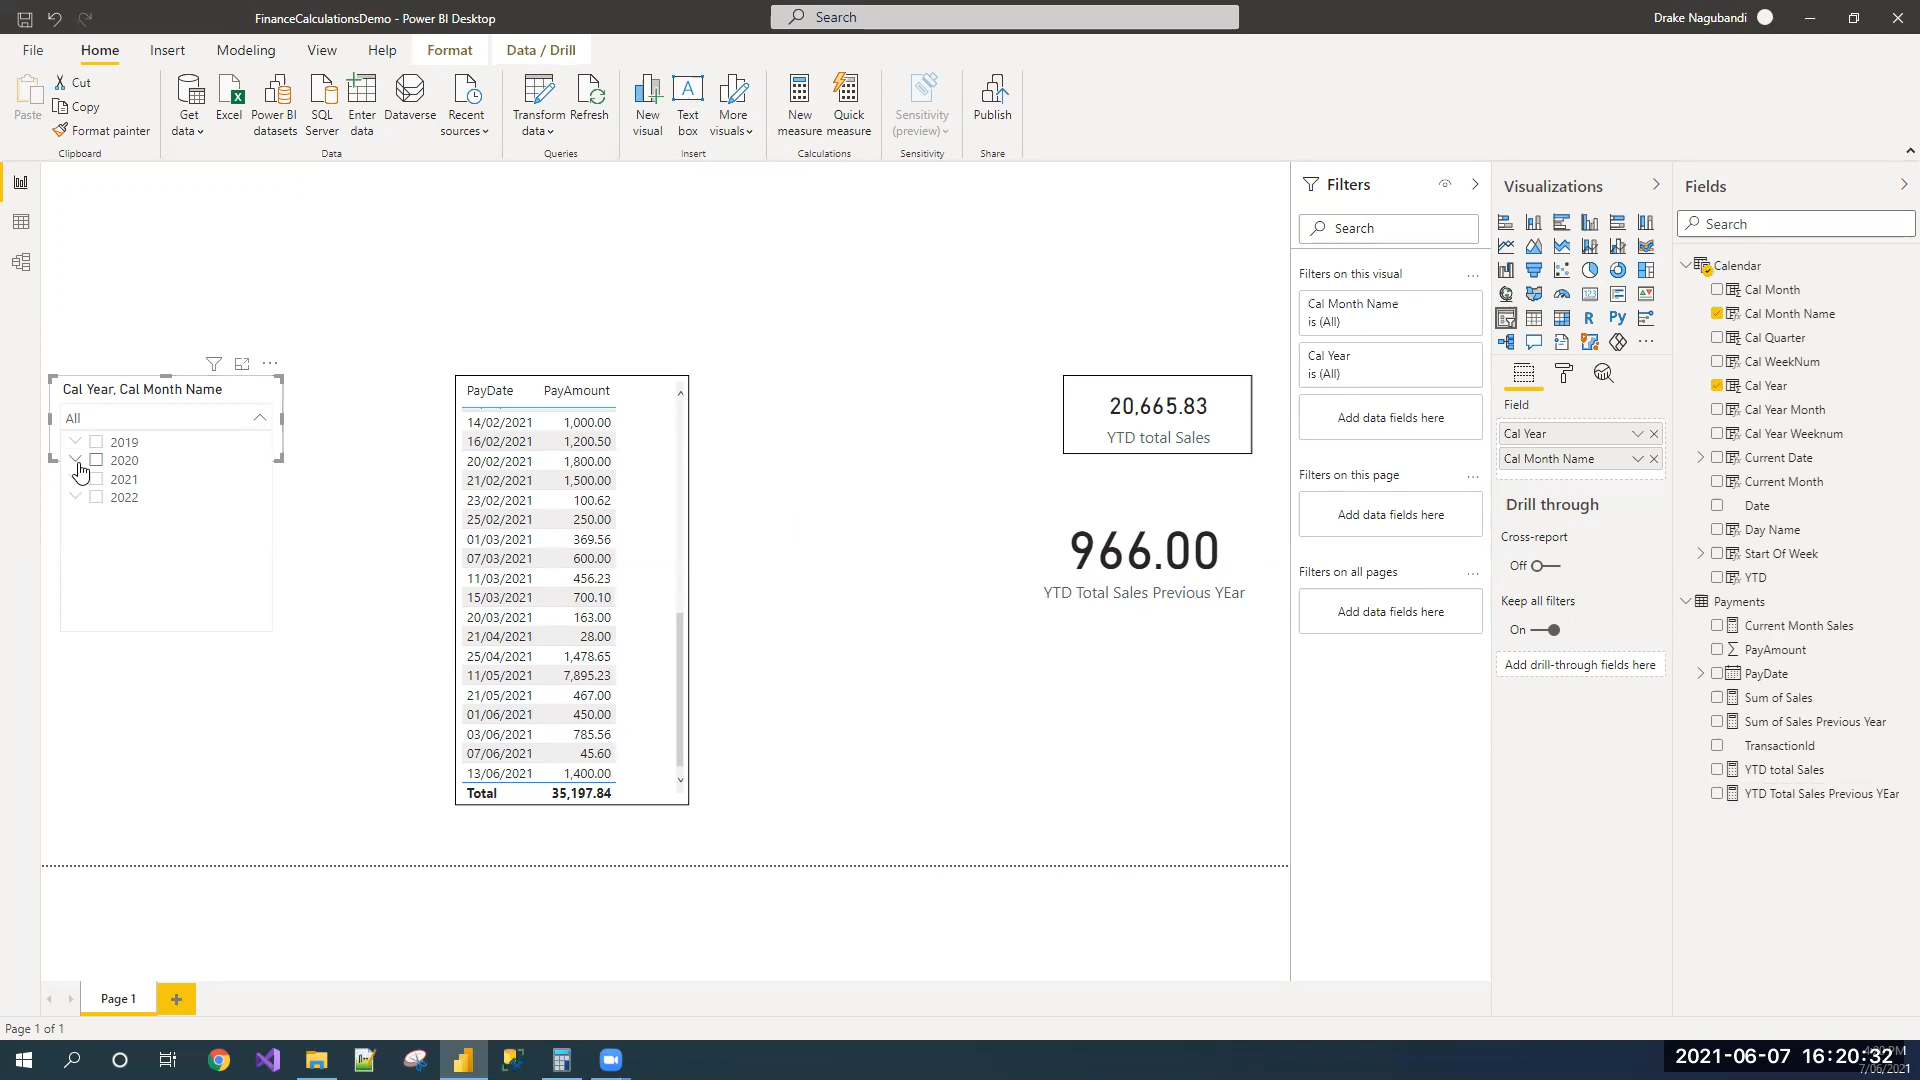 FinanceCalculationsDemo - Power BI Desktop
Search
Drake Nagubandi
File
Home
Insert
Modeling
View
Help
Format
Data / Drill
Paste
Cut
Copy
Format painter
Clipboard
Get data
Excel
Power BI datasets
SQL Server
Enter data
Dataverse
Recent sources
Data
Transform data
Refresh
Queries
New visual
Text box
More visuals
Insert
New measure
Quick measure
Calculations
Sensitivity (preview)
Sensitivity
Publish
Share
Cal Year, Cal Month Name
All
2019
2020
2021
2022
PayDate PayAmount
14/02/2021 1,000.00
16/02/2021 1,200.50
20/02/2021 1,800.00
21/02/2021 1,500.00
23/02/2021 100.62
25/02/2021 250.00
01/03/2021 369.56
07/03/2021 600.00
11/03/2021 456.23
15/03/2021 700.10
20/03/2021 163.00
21/04/2021 28.00
25/04/2021 1,478.65
11/05/2021 7,895.23
21/05/2021 467.00
01/06/2021 450.00
03/06/2021 785.56
07/06/2021 45.60
13/06/2021 1,400.00
Total 35,197.84
20,665.83
YTD total Sales
966.00
YTD Total Sales Previous YEar
Filters
Search
Filters on this visual
Cal Month Name
is (All)
Cal Year
is (All)
Add data fields here
Filters on this page
Add data fields here
Filters on all pages
Add data fields here
Visualizations
R
Py
123
Field
Cal Year
Cal Month Name
Drill through
Cross-report
Off
Keep all filters
On
Add drill-through fields here
Fields
Search
Calendar
Cal Month
Cal Month Name
Cal Quarter
Cal WeekNum
Cal Year
Cal Year Month
Cal Year Weeknum
Current Date
Current Month
Date
Day Name
Start Of Week
YTD
Payments
Current Month Sales
PayAmount
PayDate
Sum of Sales
Sum of Sales Previous Year
TransactionId
YTD total Sales
YTD Total Sales Previous YEar
Page 1
Page 1 of 1
2021-06-07 16:20:32
7/06/2021